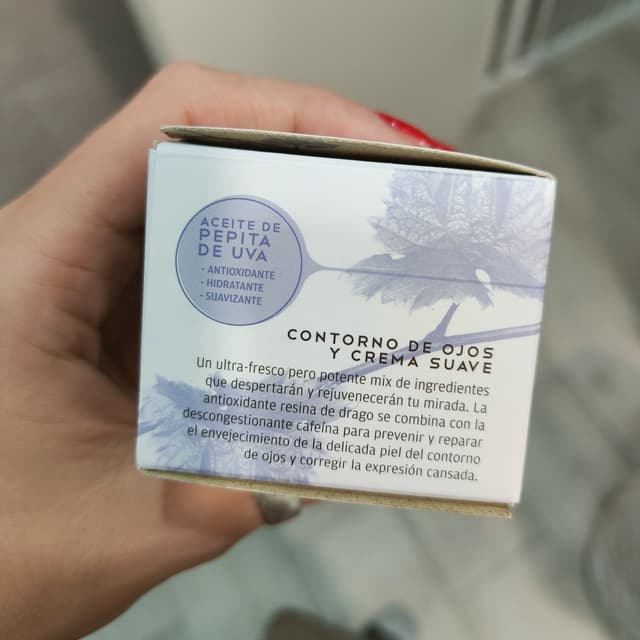 ACEITE DE
PEPITA
DE UVA
- ANTIOXIDANTE
- HIDRATANTE
- SUAVIZANTE
CONTORNO DE OJOS
Y CREMA SUAVE
Un ultra-fresco pero potente mix de ingredientes
que despertarán y rejuvenecerán tu mirada. La
antioxidante resina de drago se combina con la
descongestionante cafeína para prevenir y reparar
el envejecimiento de la delicada piel del contorno
de ojos y corregir la expresión cansada.